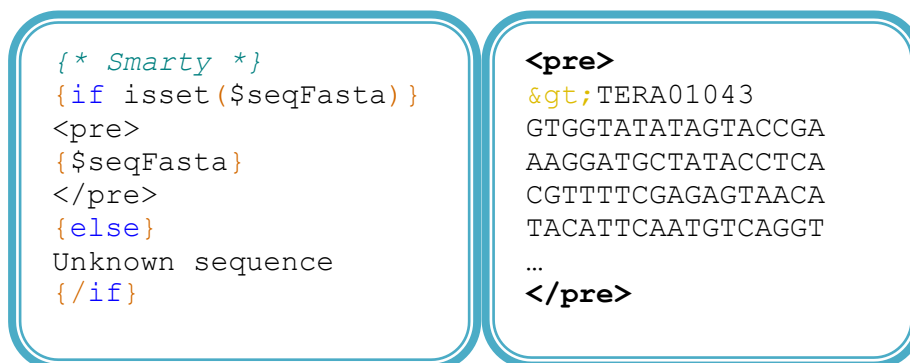 {* Smarty *}
{if isset($seqFasta)}
<pre>
{$seqFasta}
</pre>
{else}
Unknown sequence
{/if}
<pre>
&gt;TERA01043
GTGGTATATAGTACCGA
AAGGATGCTATACCTCA
CGTTTTCGAGAGTAACA
TACATTCAATGTCAGGT
…
</pre>